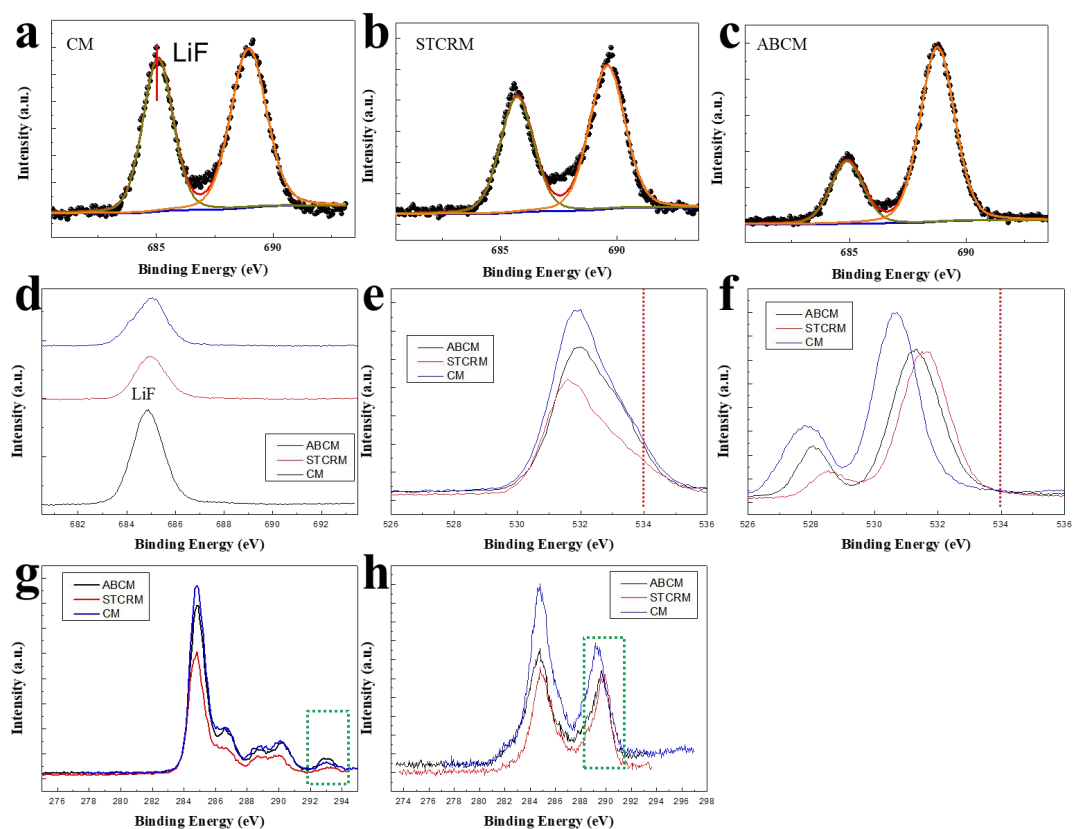 a
CM
LiF
Intensity (a.u.)
685
690
Binding Energy (eV)
b
STCRM
Intensity (a.u.)
685
690
Binding Energy (eV)
c
ABCM
Intensity (a.u.)
685
690
Binding Energy (eV)
d
LiF
ABCM
STCRM
CM
Intensity (a.u.)
682 684 686 688 690 692
Binding Energy (eV)
e
ABCM
STCRM
CM
Intensity (a.u.)
526 528 530 532 534 536
Binding Energy (eV)
f
ABCM
STCRM
CM
Intensity (a.u.)
526 528 530 532 534 536
Binding Energy (eV)
g
ABCM
STCRM
CM
Intensity (a.u.)
276 278 280 282 284 286 288 290 292 294
Binding Energy (eV)
h
ABCM
STCRM
CM
Intensity (a.u.)
274 276 278 280 282 284 286 288 290 292 294 296 298
Binding Energy (eV)